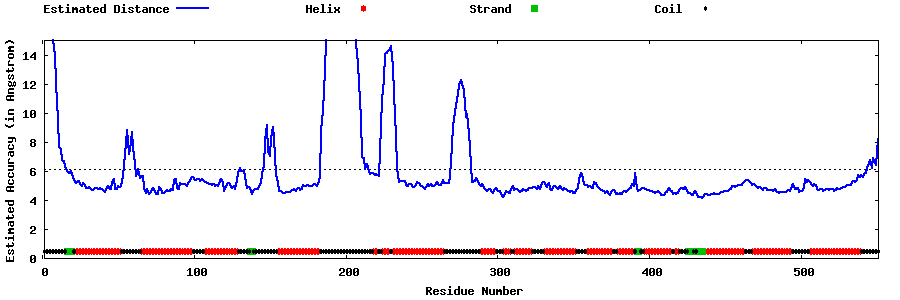 Estimated Distance Helix Strand Coil
Estimated Accuracy (in Angstrom)
14
12
10
8
6
4
2
0
0 100 200 300 400 500
Residue Number